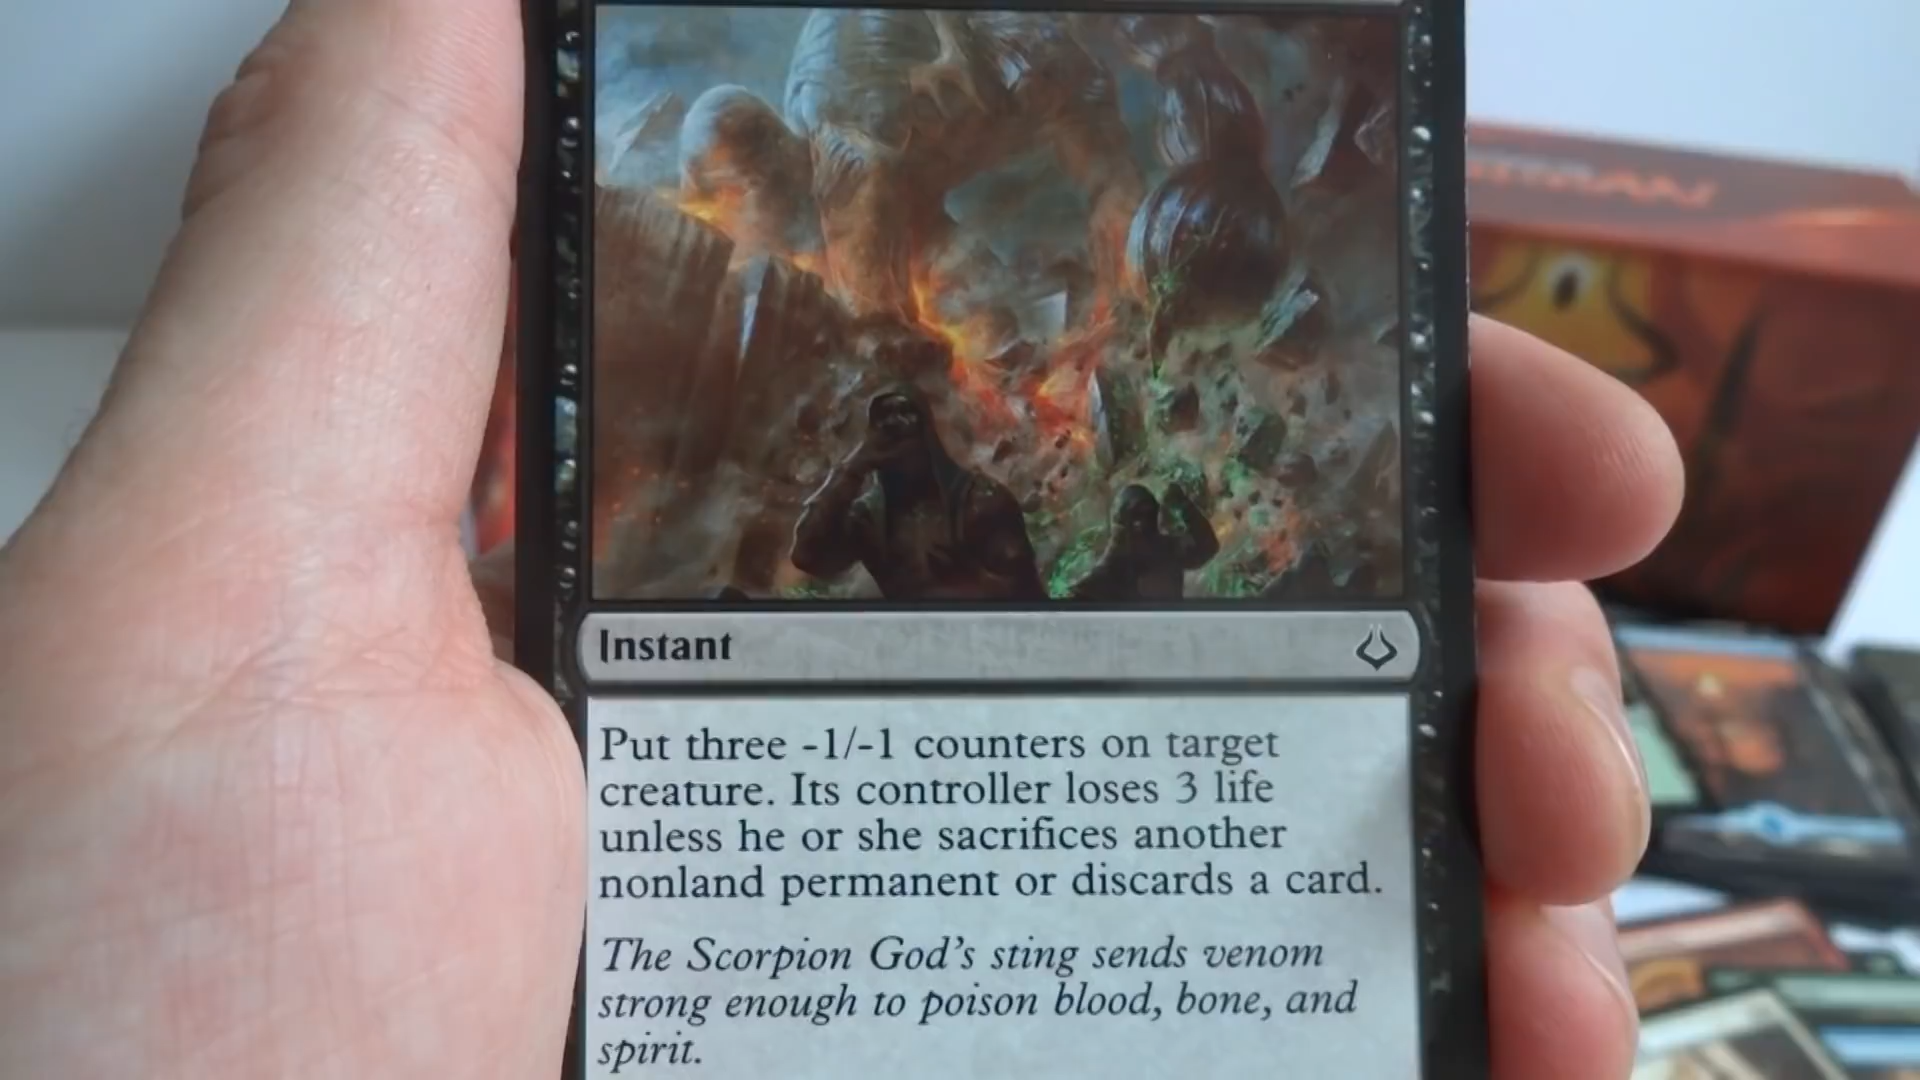 Instant
Put three -1/-1 counters on target
creature. Its controller loses 3 life
unless he or she sacrifices another
nonland permanent or discards a card.
The Scorpion God's sting sends venom
strong enough to poison blood, bone, and
spirit.